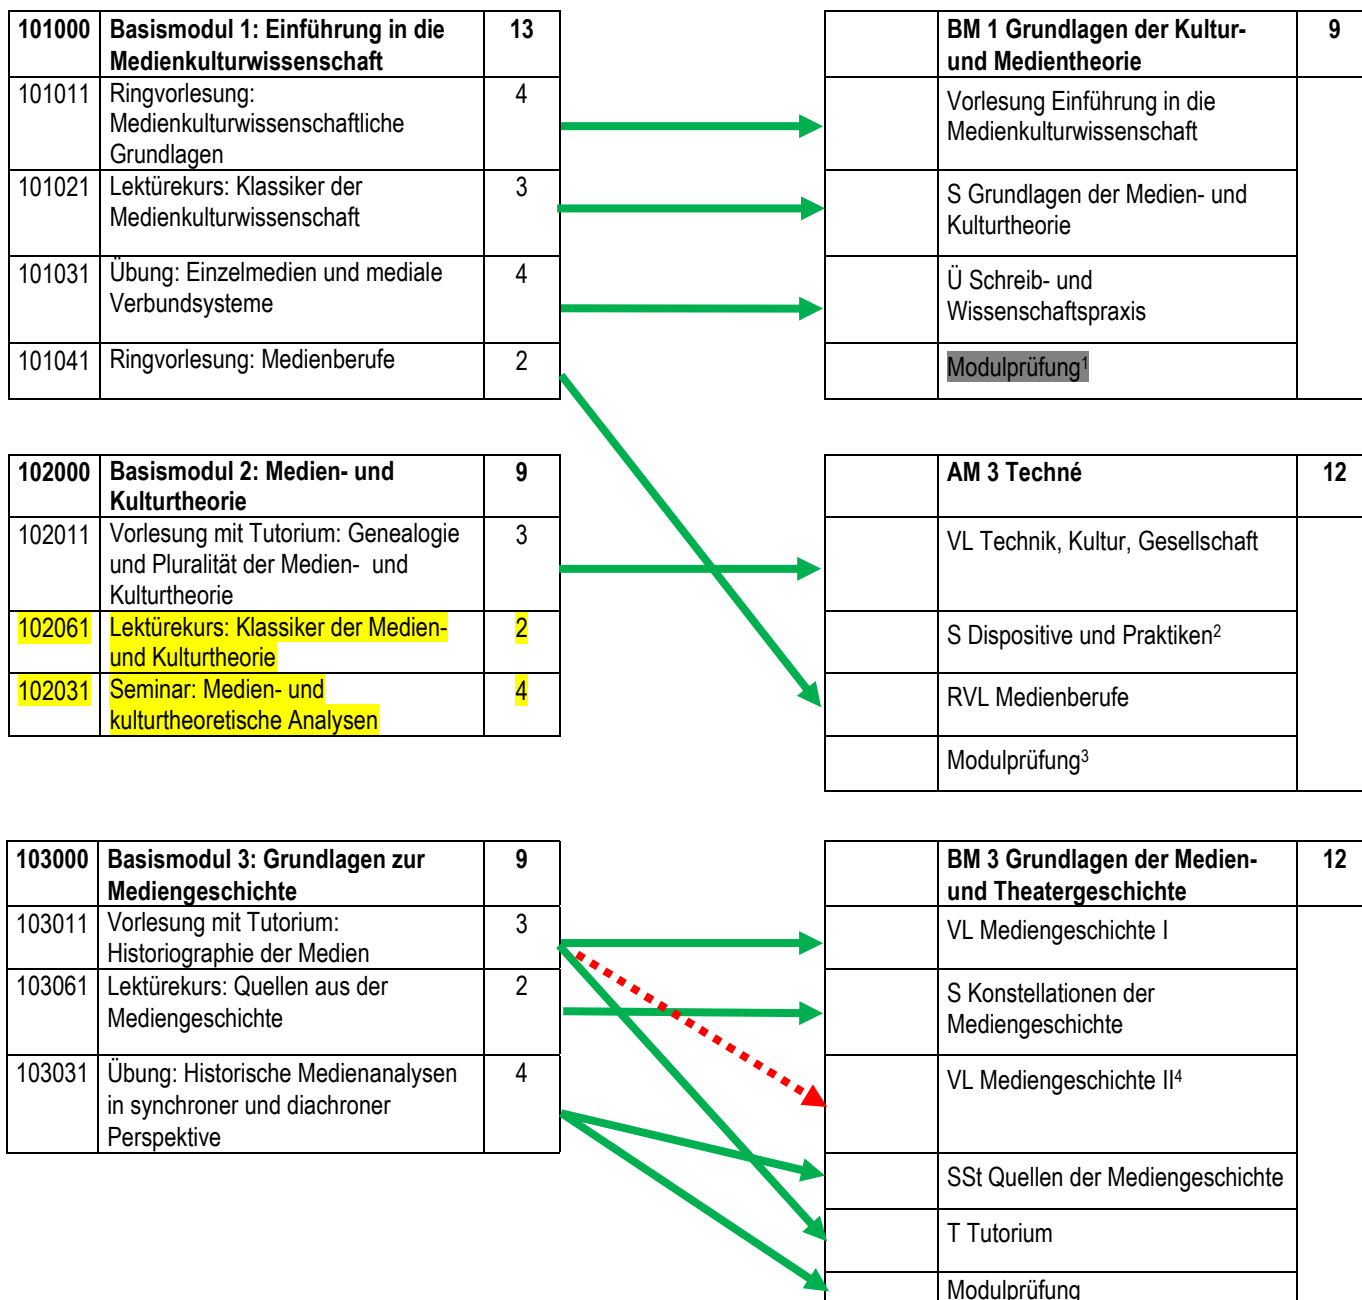 101000 Basismodul 1: Einführung in die 13
Medienkulturwissenschaft
101011 Ringvorlesung: 4
Medienkulturwissenschaftliche
Grundlagen
101021 Lektürekurs: Klassiker der 3
Medienkulturwissenschaft
101031 Übung: Einzelmedien und mediale 4
Verbundsysteme
101041 Ringvorlesung: Medienberufe 2
BM 1 Grundlagen der Kultur- 9
und Medientheorie
Vorlesung Einführung in die
Medienkulturwissenschaft
S Grundlagen der Medien- und
Kulturtheorie
Ü Schreib- und
Wissenschaftspraxis
Modulprüfung1
102000 Basismodul 2: Medien- und 9
Kulturtheorie
102011 Vorlesung mit Tutorium: Genealogie 3
und Pluralität der Medien- und
Kulturtheorie
102061 Lektürekurs: Klassiker der Medien- 2
und Kulturtheorie
102031 Seminar: Medien- und 4
kulturtheoretische Analysen
AM 3 Techné 12
VL Technik, Kultur, Gesellschaft
S Dispositive und Praktiken2
RVL Medienberufe
Modulprüfung3
103000 Basismodul 3: Grundlagen zur 9
Mediengeschichte
103011 Vorlesung mit Tutorium: 3
Historiographie der Medien
103061 Lektürekurs: Quellen aus der 2
Mediengeschichte
103031 Übung: Historische Medienanalysen 4
in synchroner und diachroner
Perspektive
BM 3 Grundlagen der Medien- 12
und Theatergeschichte
VL Mediengeschichte I
S Konstellationen der
Mediengeschichte
VL Mediengeschichte II4
SSt Quellen der Mediengeschichte
T Tutorium
Modulprüfung